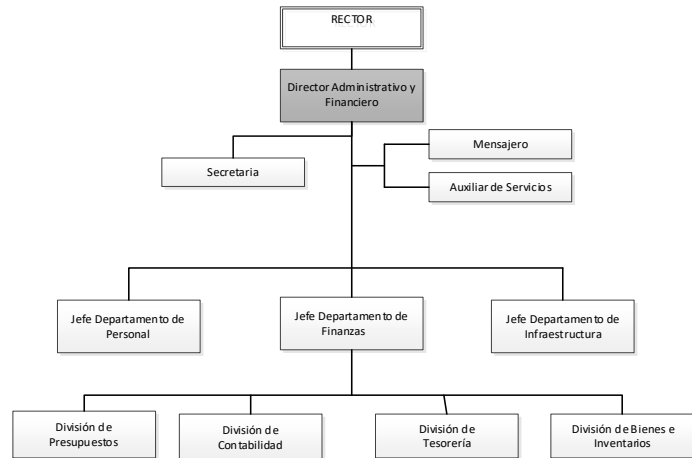 RECTOR
Director Administrativo y
Financiero
Secretaria
Mensajero
Auxiliar de Servicios
Jefe Departamento de
Personal
Jefe Departamento de
Finanzas
Jefe Departamento de
Infraestructura
División de
Presupuestos
División de
Contabilidad
División de
Tesorería
División de Bienes e
Inventarios